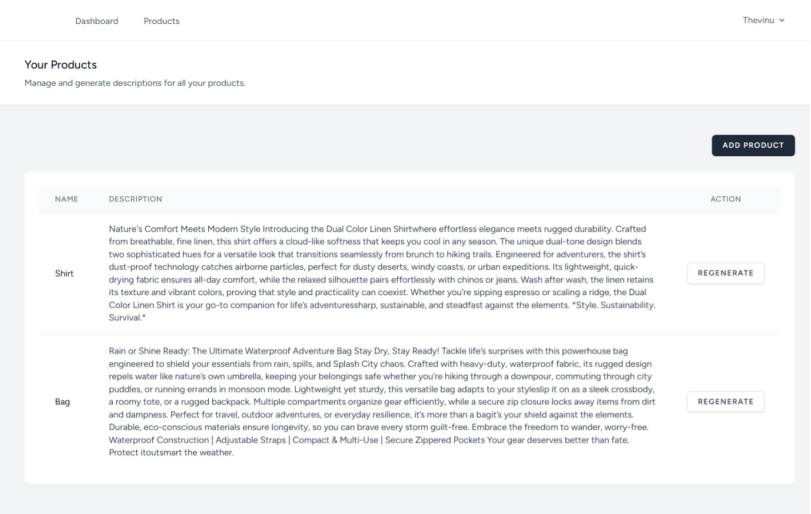 Dashboard Products Thevinu
Your Products
Manage and generate descriptions for all your products.
ADD PRODUCT
NAME DESCRIPTION ACTION
Nature's Comfort Meets Modern Style Introducing the Dual Color Linen Shirtwhere effortless elegance meets rugged durability. Crafted
from breathable, fine linen, this shirt offers a cloud-like softness that keeps you cool in any season. The unique dual-tone design blends
two sophisticated hues for a versatile look that transitions seamlessly from brunch to hiking trails. Engineered for adventurers, the shirt's
dust-proof technology catches airborne particles, perfect for dusty deserts, windy coasts, or urban expeditions. Its lightweight, quick-
Shirt drying fabric ensures all-day comfort, while the relaxed silhouette pairs effortlessly with chinos or jeans. Wash after wash, the linen retains REGENERATE
its texture and vibrant colors, proving that style and practicality can coexist. Whether you're sipping espresso or scaling a ridge, the Dual
Color Linen Shirt is your go-to companion for life's adventuressharp, sustainable, and steadfast against the elements. *Style. Sustainability.
Survival.*
Rain or Shine Ready: The Ultimate Waterproof Adventure Bag Stay Dry, Stay Ready! Tackle life's surprises with this powerhouse bag
engineered to shield your essentials from rain, spills, and Splash City chaos. Crafted with heavy-duty, waterproof fabric, its rugged design
repels water like nature's own umbrella, keeping your belongings safe whether you're hiking through a downpour, commuting through city
puddles, or running errands in monsoon mode. Lightweight yet sturdy, this versatile bag adapts to your styleslip it on as a sleek crossbody,
Bag a roomy tote, or a rugged backpack. Multiple compartments organize gear efficiently, while a secure zip closure locks away items from dirt REGENERATE
and dampness. Perfect for travel, outdoor adventures, or everyday resilience, it's more than a bagit's your shield against the elements.
Durable, eco-conscious materials ensure longevity, so you can brave every storm guilt-free. Embrace the freedom to wander, worry-free.
Waterproof Construction | Adjustable Straps | Compact & Multi-Use | Secure Zippered Pockets Your gear deserves better than fate.
Protect itoutsmart the weather.